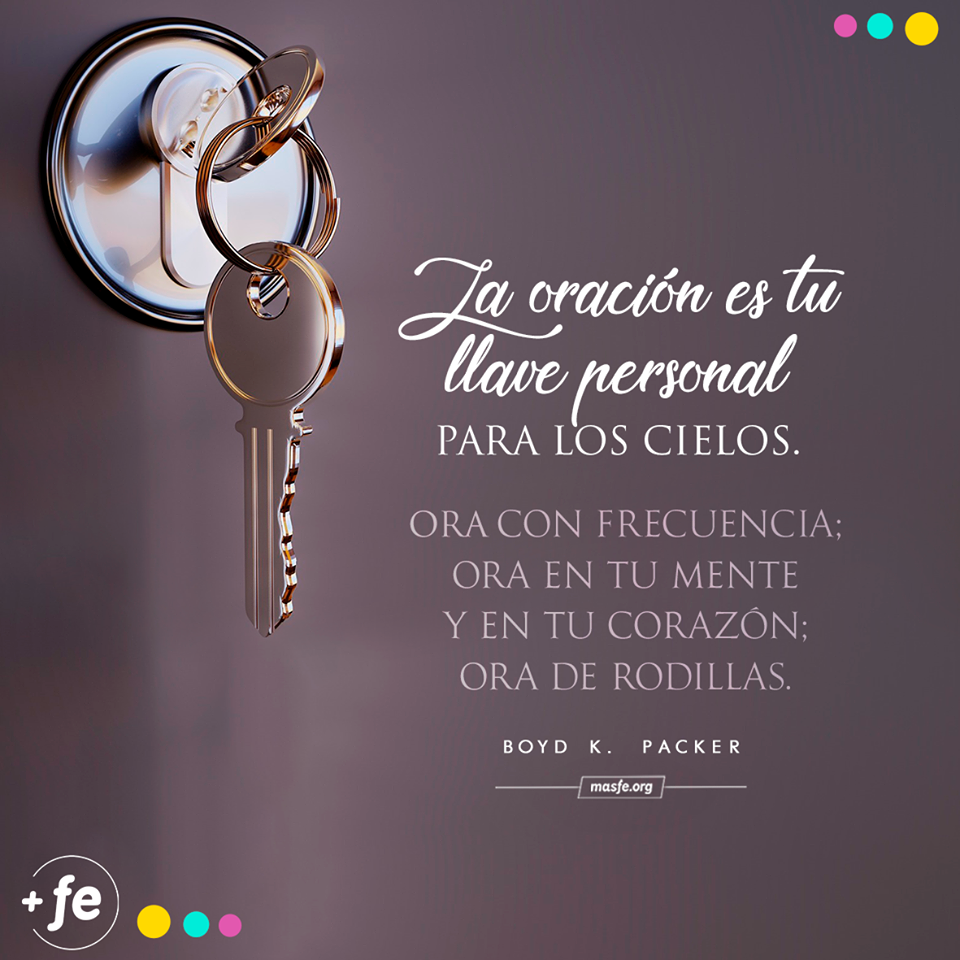 La oración es tu
llave personal
PARA LOS CIELOS.
ORA CON FRECUENCIA;
ORA EN TU MENTE
Y EN TU CORAZÓN;
ORA DE RODILLAS.
BOYD K. PACKER
masfe.org
+fe